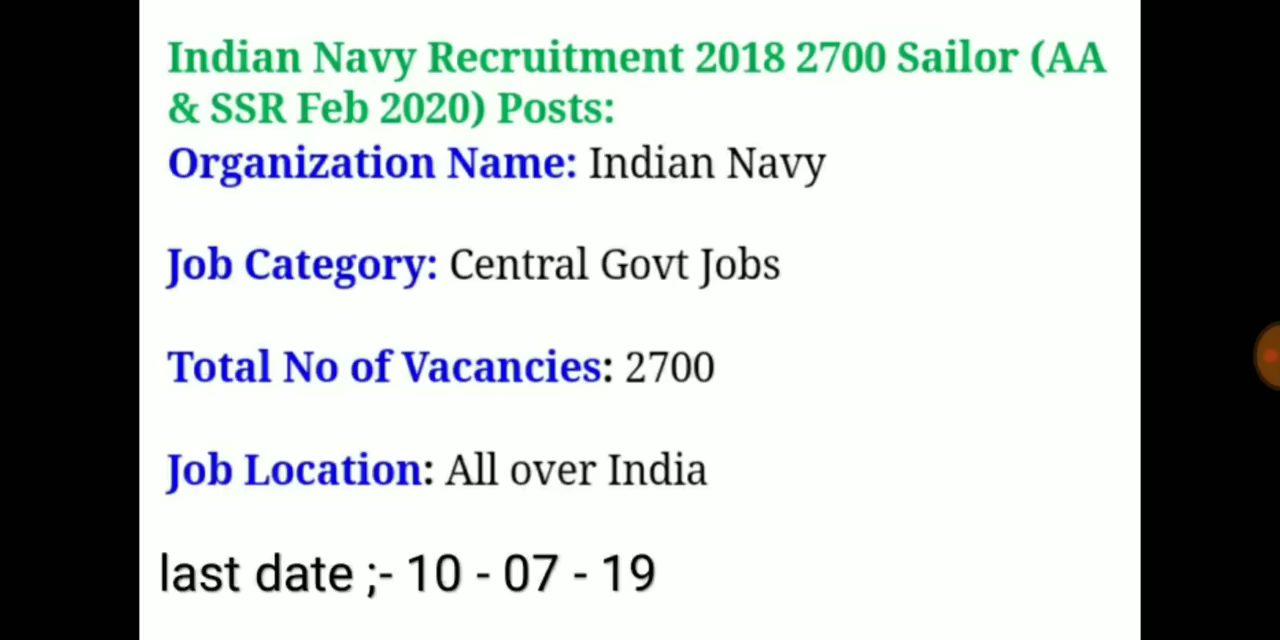 Indian Navy Recruitment 2018 2700 Sailor (AA
& SSR Feb 2020) Posts:
Organization Name: Indian Navy
Job Category: Central Govt Jobs
Total No of Vacancies: 2700
Job Location: All over India
last date ;- 10 - 07 - 19